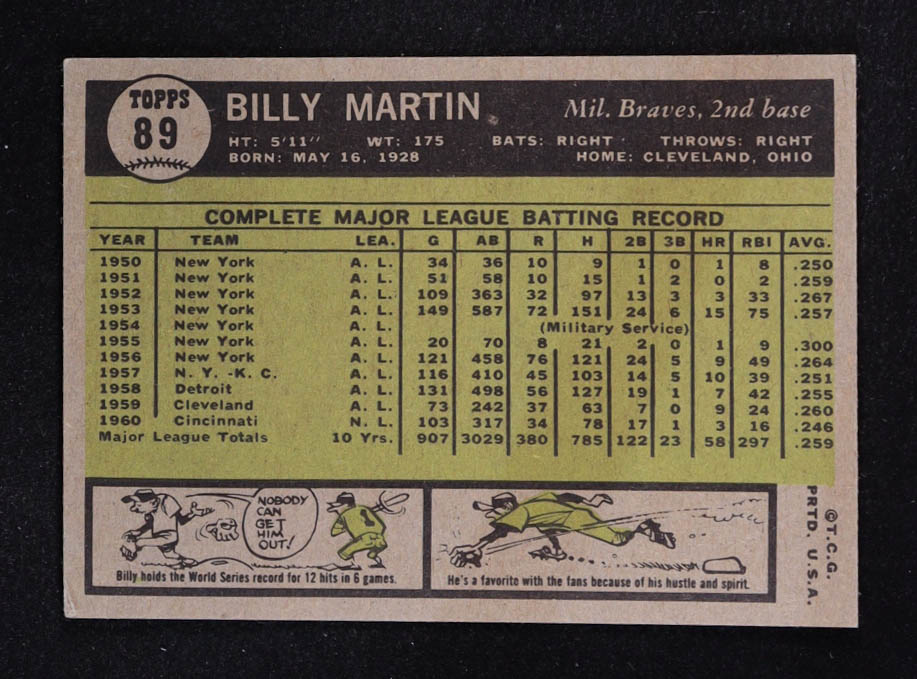 TOPPS
89
BILLY MARTIN Mil. Braves, 2nd base
HT: 5'11" WT: 175 BATS: RIGHT THROWS: RIGHT
BORN: MAY 16, 1928 HOME: CLEVELAND, OHIO
COMPLETE MAJOR LEAGUE BATTING RECORD
YEAR TEAM LEA. G AB R H 2B 3B HR RBI AVG.
1950 New York A. L. 34 36 10 9 1 0 1 8 .250
1951 New York A. L. 51 58 10 15 1 2 0 2 .259
1952 New York A. L. 109 363 32 97 13 3 3 33 .267
1953 New York A. L. 149 587 72 151 24 6 15 75 .257
1954 New York A. L. (Military Service)
1955 New York A. L. 20 70 8 21 2 0 1 9 .300
1956 New York A. L. 121 458 76 121 24 5 9 49 .264
1957 N. Y. -K. C. A. L. 116 410 45 103 14 5 10 39 .251
1958 Detroit A. L. 131 498 56 127 19 1 7 42 .255
1959 Cleveland A. L. 73 242 37 63 7 0 9 24 .260
1960 Cincinnati N. L. 103 317 34 78 17 1 3 16 .246
Major League Totals 10 Yrs. 907 3029 380 785 122 23 58 297 .259
NOBODY
CAN
GET
HIM
OUT!
1
Billy holds the World Series record for 12 hits in 6 games.
He's a favorite with the fans because of his hustle and spirit.
©T.C.G.
PRTD. U.S.A.